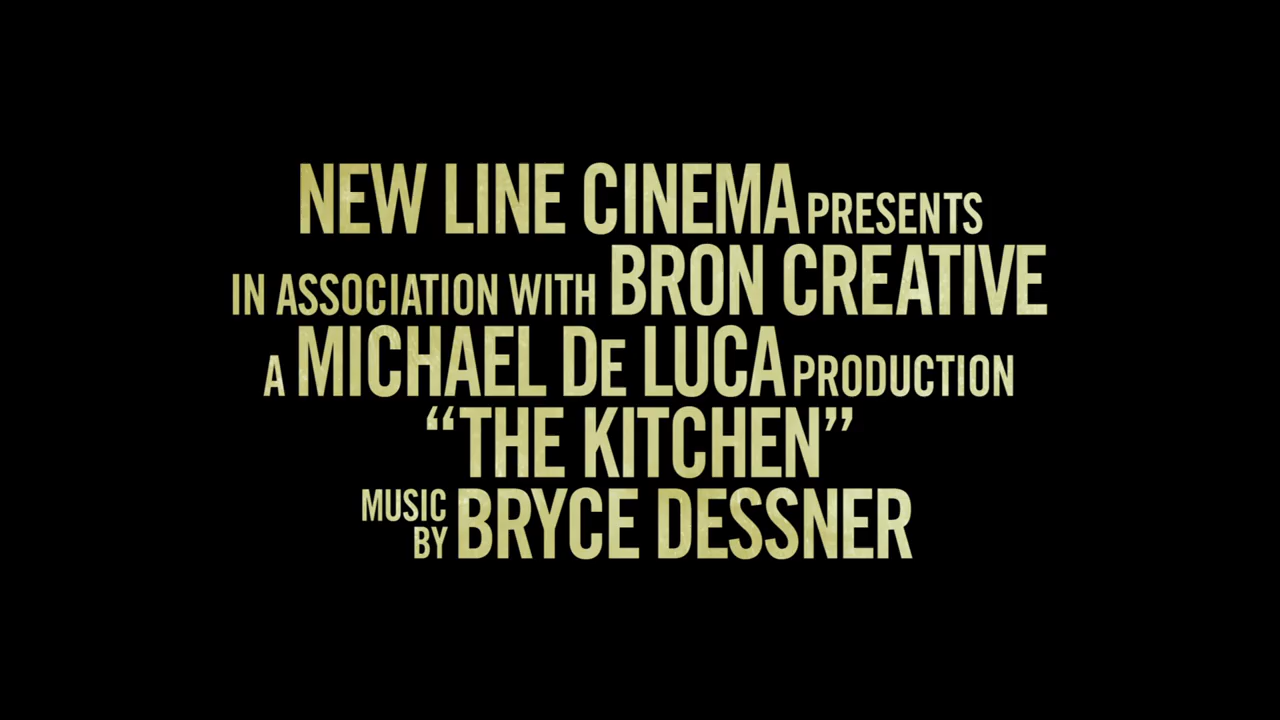 NEW LINE CINEMA PRESENTS
IN ASSOCIATION WITH BRON CREATIVE
A MICHAEL DE LUCA PRODUCTION
“THE KITCHEN”
MUSIC BY BRYCE DESSNER